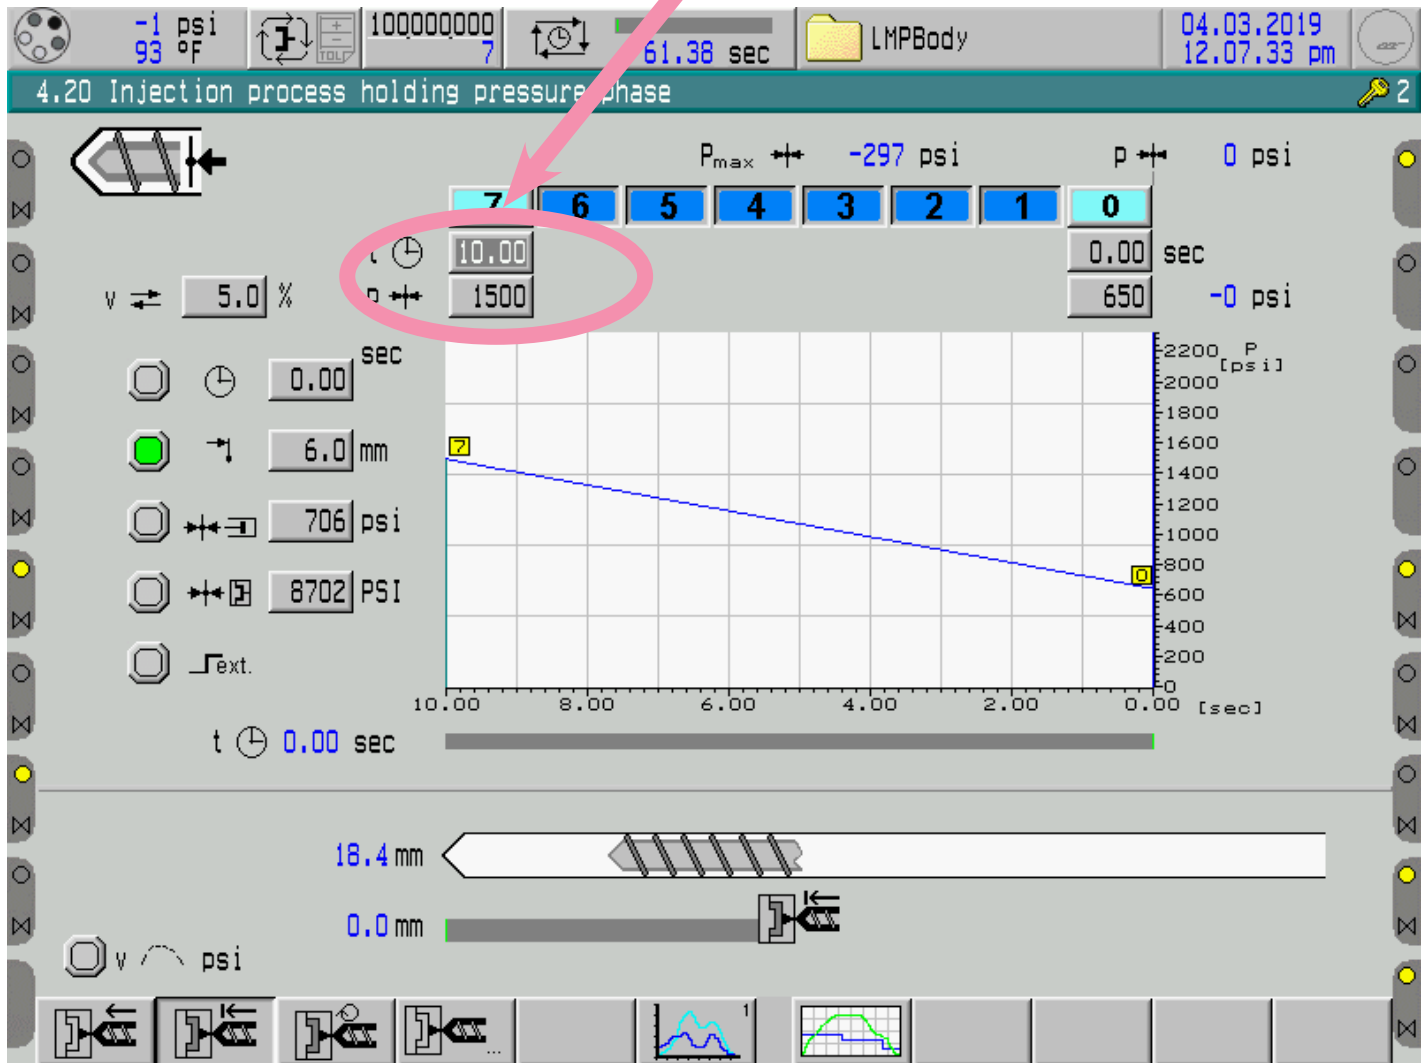 -1 psi
93 °F
TOLP
100000000
7
61.38 sec
LMPBody
04.03.2019
12.07.33 pm
4.20 Injection process holding pressure phase
2
Pmax -297 psi
p 0 psi
7 6 5 4 3 2 1 0
t 10.00
0.00 sec
v 5.0 %
p 1500
650 -0 psi
sec
0.00
6.0 mm
706 psi
8702 PSI
ext.
P
[psi]
2200
2000
1800
1600
1400
1200
1000
800
600
400
200
0
7
0
10.00 8.00 6.00 4.00 2.00 0.00 [sec]
t 0.00 sec
18.4 mm
0.0 mm
v psi
...
1